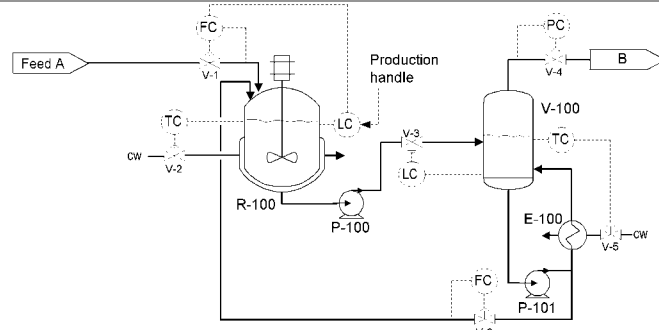 FC
PC
Feed A
B
V-1
V-4
Production
handle
V-100
TC
LC
V-3
TC
cw
V-2
LC
R-100
P-100
E-100
cw
V-5
FC
P-101